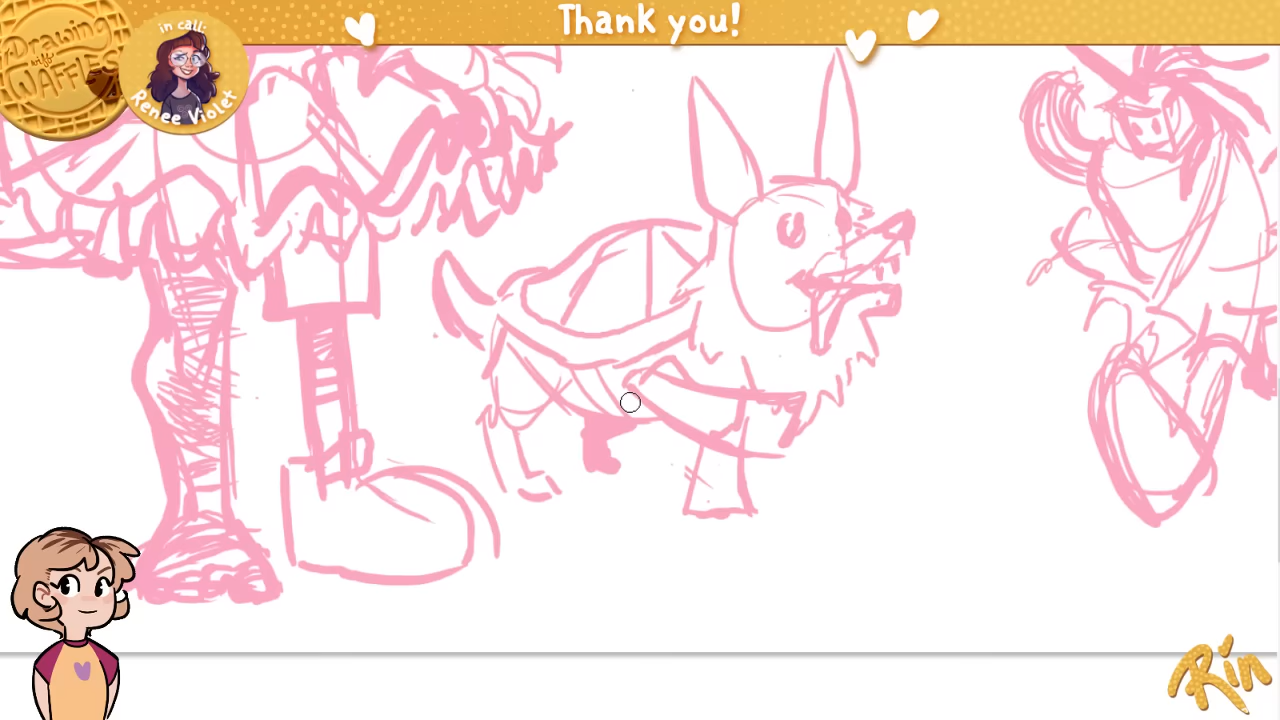 Thank you!
Drawing
with
WAFFLES
in call:
Renee Violet
Rin